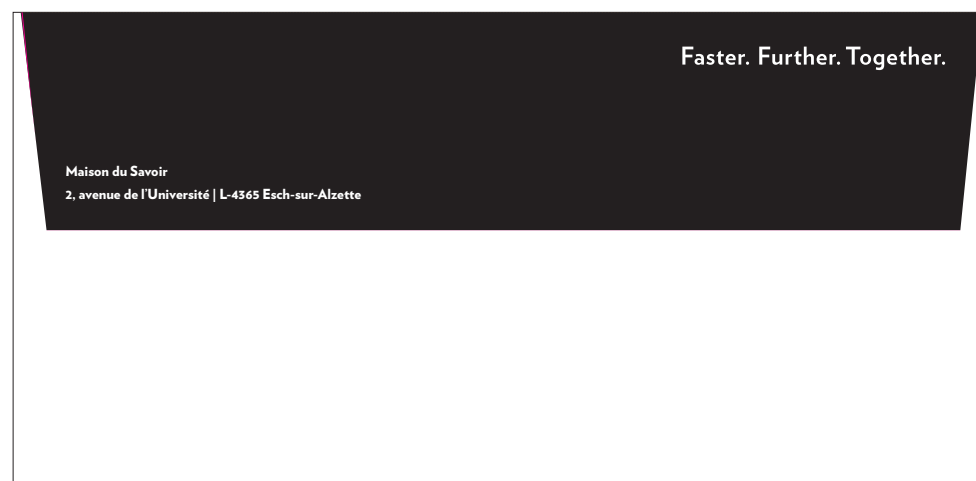 Faster. Further. Together.
Maison du Savoir
2, avenue de l'Université | L-4365 Esch-sur-Alzette